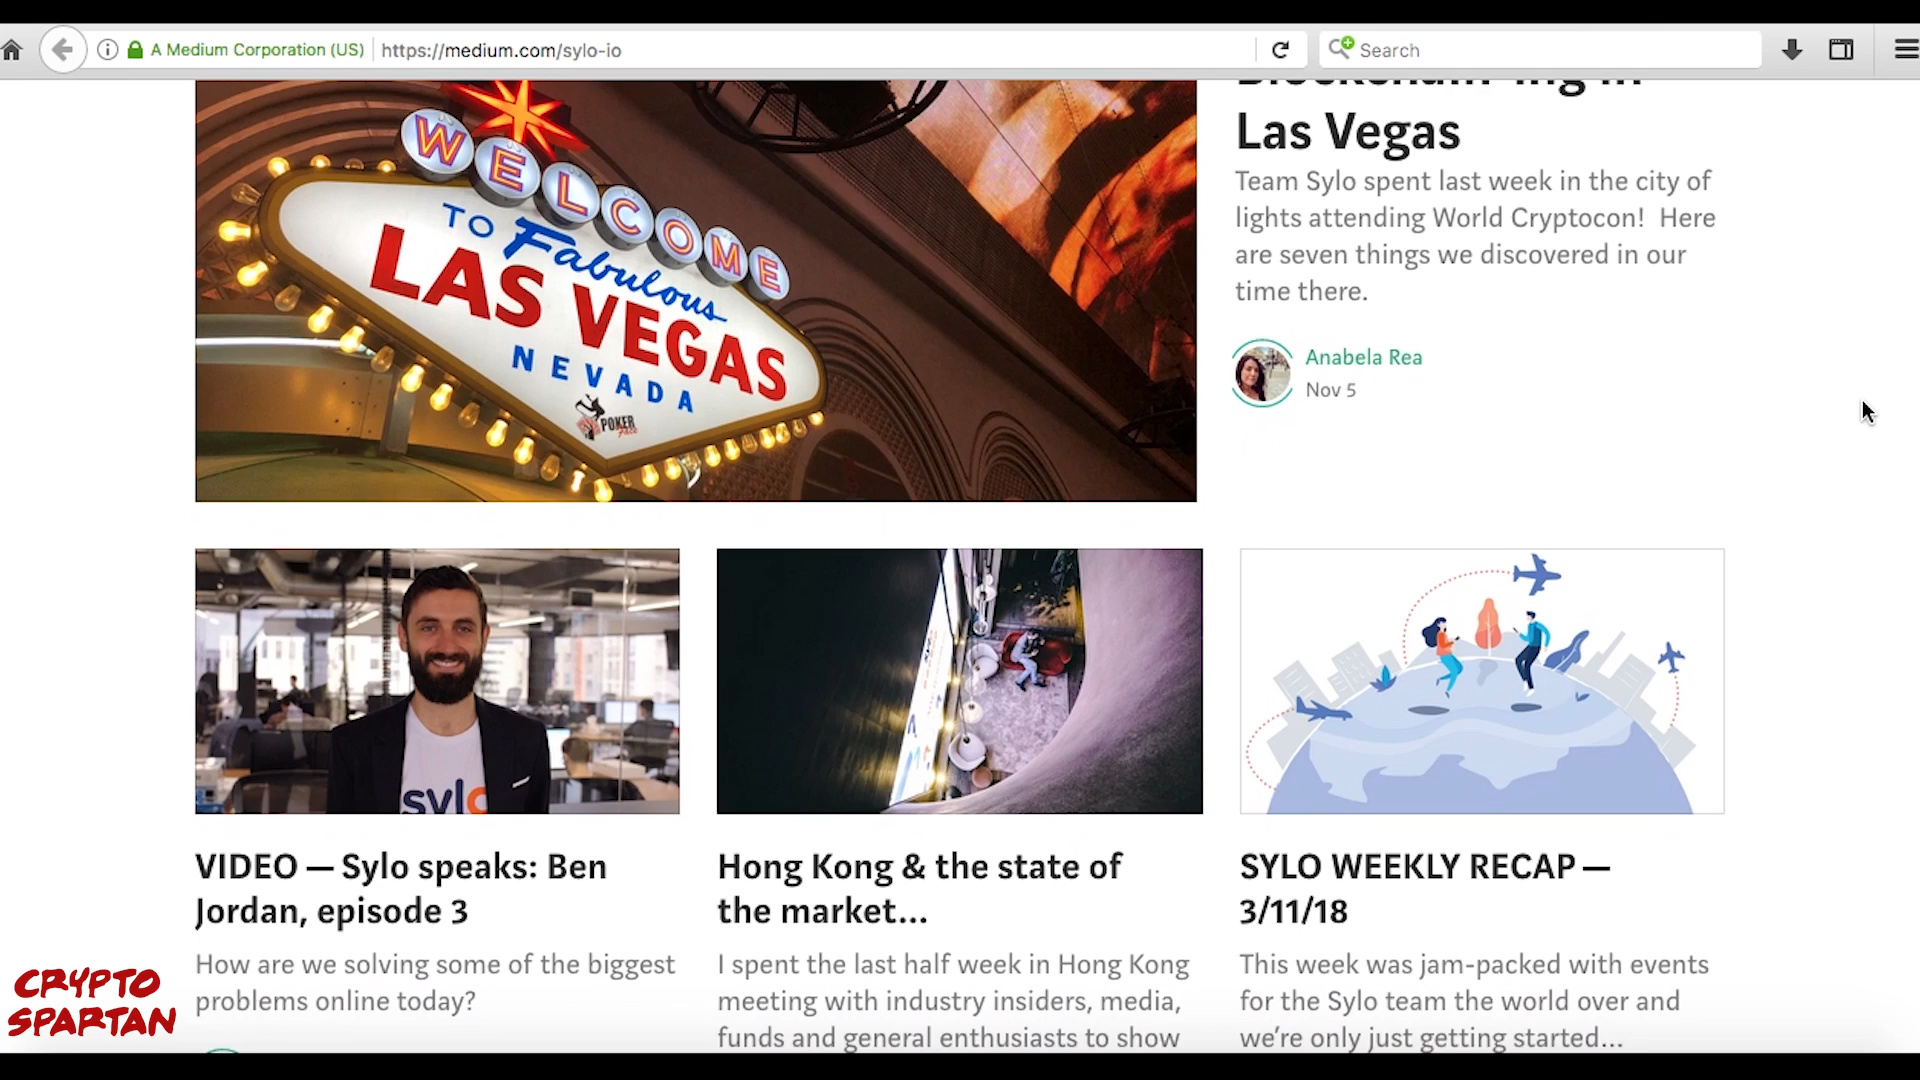 A Medium Corporation (US)
https://medium.com/sylo-io
Search
WELCOME
TO Fabulous
LAS VEGAS
NEVADA
POKER
Blockchain-ing in
Las Vegas
Team Sylo spent last week in the city of
lights attending World Cryptocon! Here
are seven things we discovered in our
time there.
Anabela Rea
Nov 5
sylo
VIDEO — Sylo speaks: Ben
Jordan, episode 3
How are we solving some of the biggest
problems online today?
Hong Kong & the state of
the market...
I spent the last half week in Hong Kong
meeting with industry insiders, media,
funds and general enthusiasts to show
SYLO WEEKLY RECAP —
3/11/18
This week was jam-packed with events
for the Sylo team the world over and
we’re only just getting started...
CRYPTO
SPARTAN